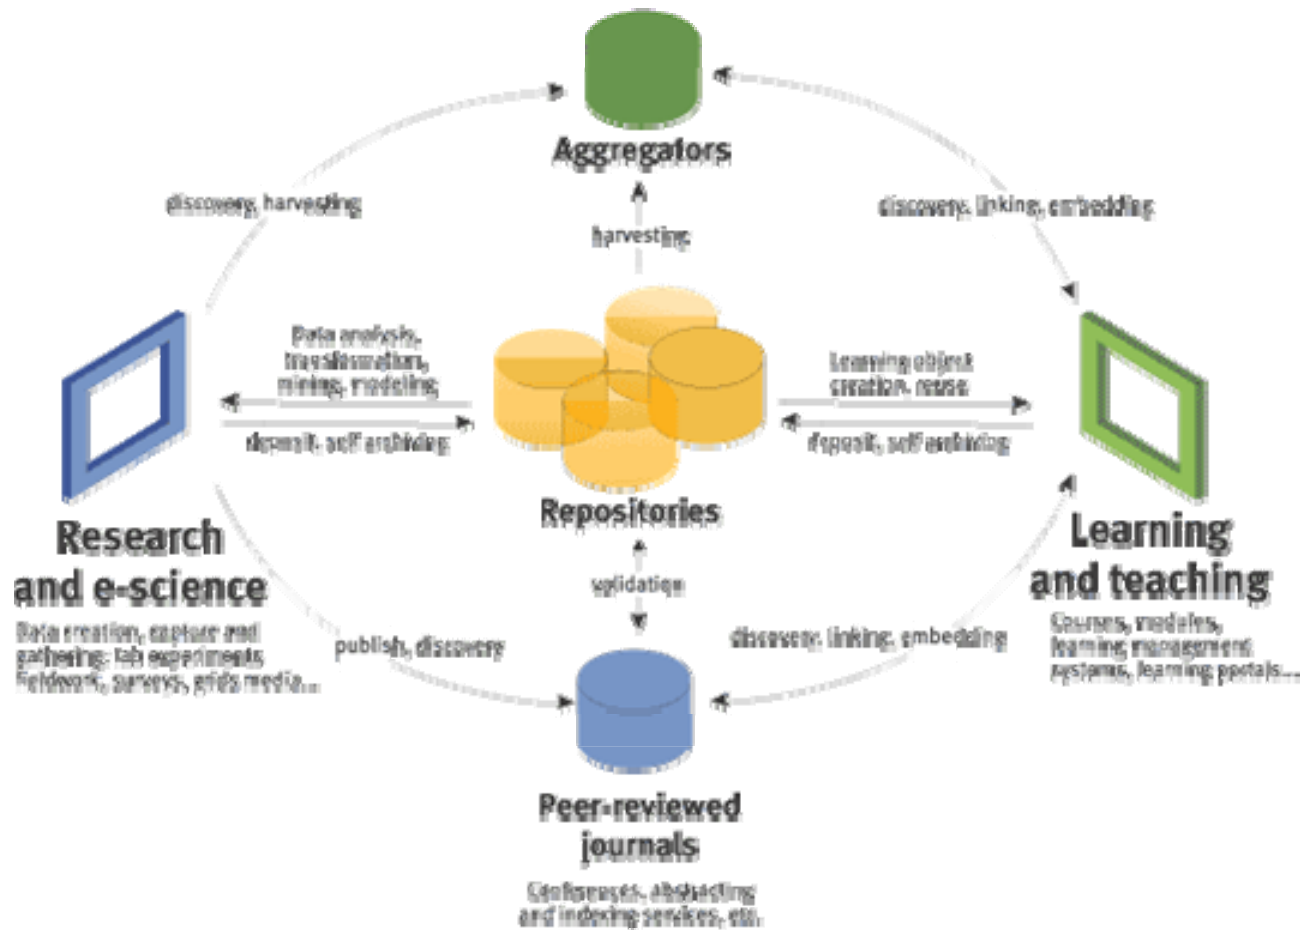 Aggregators
discovery, harvesting
discovery, linking, embedding
harvesting
Data analysis,
transformation,
mining, modeling
Learning object
creation, reuse
deposit, self archiving
deposit, self archiving
Repositories
Research
and e-science
Data creation, capture and
gathering: lab experiments
fieldwork, surveys, grids media...
Learning
and teaching
Courses, modules,
learning managment
systems, learning portals...
validation
publish, discovery
discovery, linking, embedding
Peer-reviewed
journals
Conferences, abstracting
and indexing services, etc.